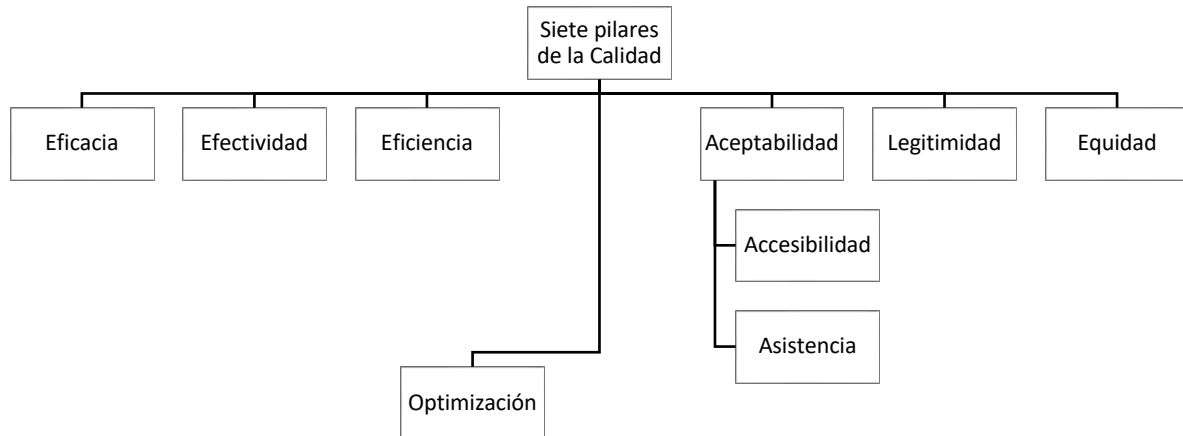 Siete pilares
de la Calidad
Eficacia
Efectividad
Eficiencia
Aceptabilidad
Legitimidad
Equidad
Accesibilidad
Asistencia
Optimización